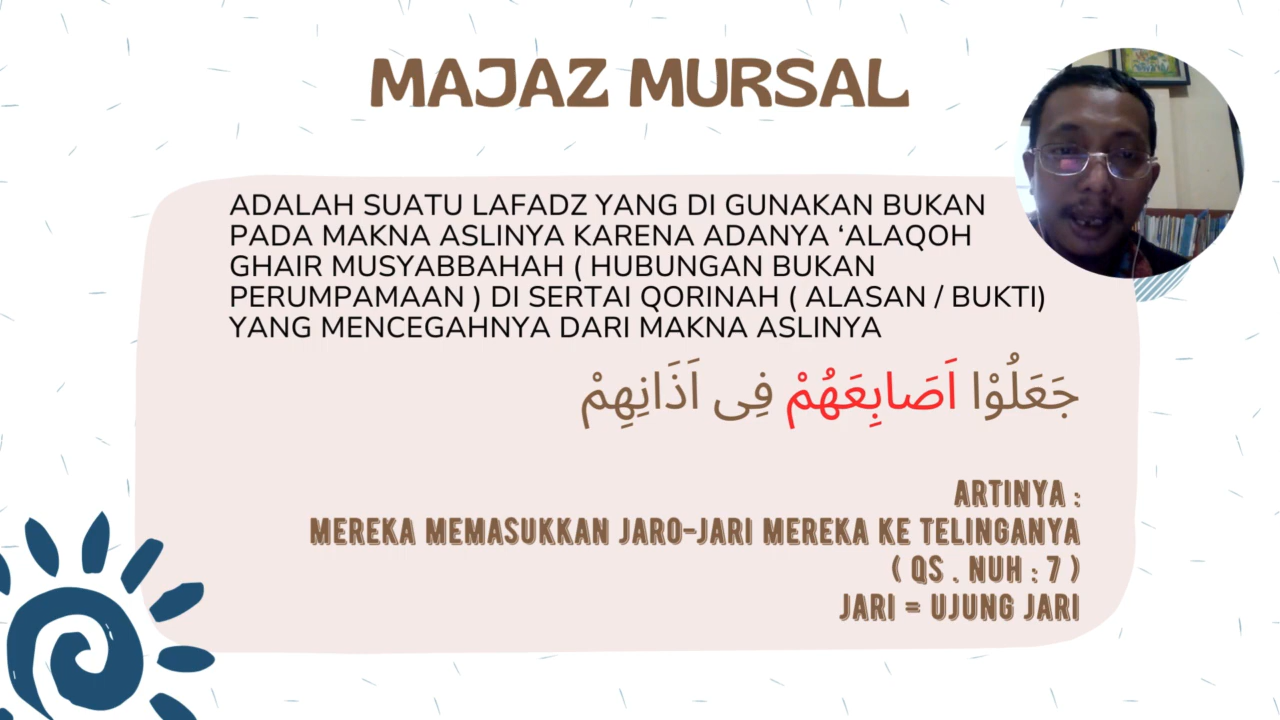 MAJAZ MURSAL
ADALAH SUATU LAFADZ YANG DI GUNAKAN BUKAN
PADA MAKNA ASLINYA KARENA ADANYA ‘ALAQOH
GHAIR MUSYABBAHAH ( HUBUNGAN BUKAN
PERUMPAMAAN ) DI SERTAI QORINAH ( ALASAN / BUKTI)
YANG MENCEGAHNYA DARI MAKNA ASLINYA
جَعَلُوْا اَصَابِعَهُمْ فِى اَذَانِهِمْ
ARTINYA :
MEREKA MEMASUKKAN JARO-JARI MEREKA KE TELINGANYA
( QS . NUH : 7 )
JARI = UJUNG JARI